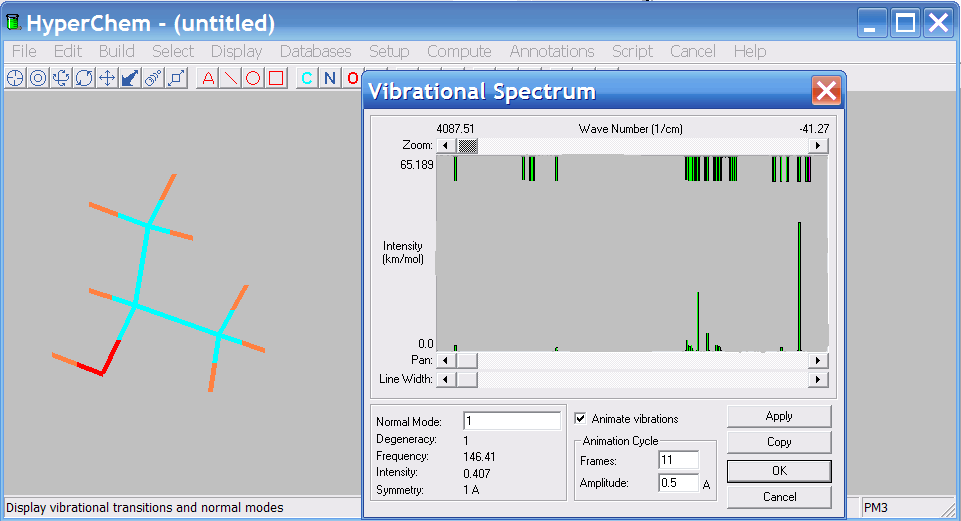 HyperChem - (untitled)
File Edit Build Select Display Databases Setup Compute Annotations Script Cancel Help
A C N O
Vibrational Spectrum
4087.51 Wave Number (1/cm) -41.27
Zoom:
65.189
Intensity
(km/mol)
0.0
Pan:
Line Width:
Normal Mode: 1
Degeneracy: 1
Frequency: 146.41
Intensity: 0.407
Symmetry: 1 A
Animate vibrations
Animation Cycle
Frames: 11
Amplitude: 0.5 A
Apply
Copy
OK
Cancel
Display vibrational transitions and normal modes
PM3